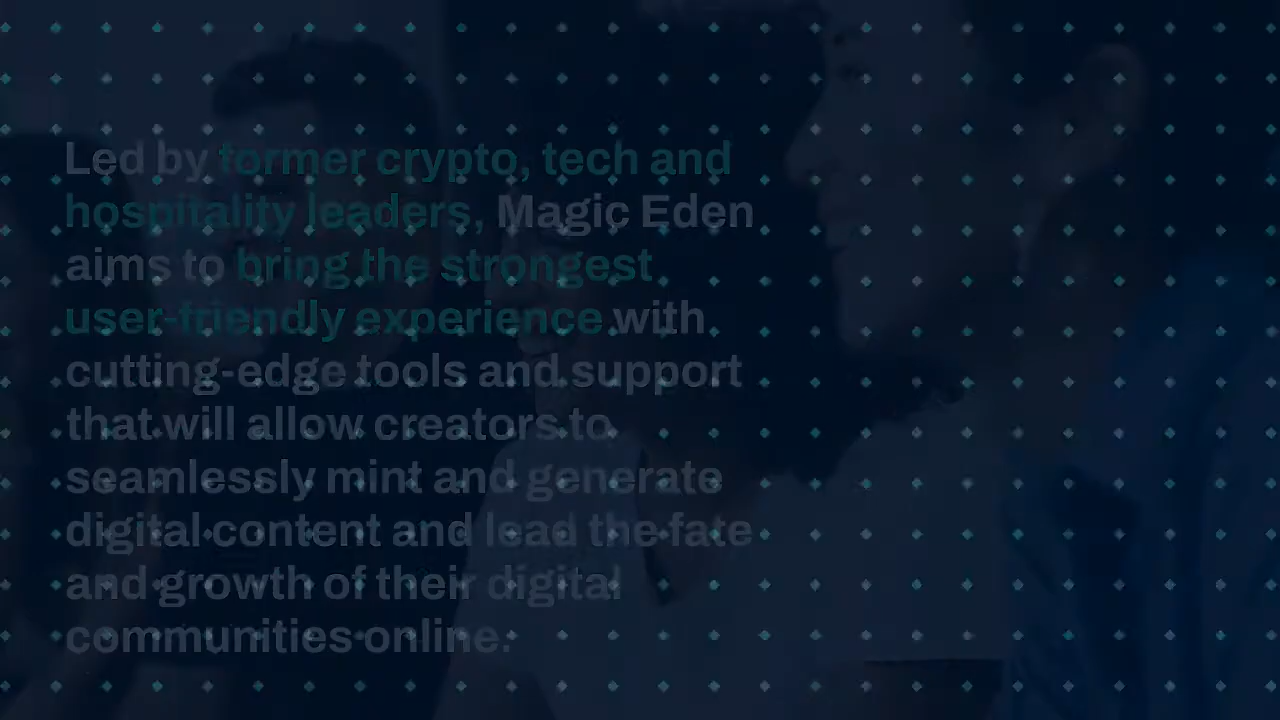 Led by former crypto, tech and
hospitality leaders, Magic Eden
aims to bring the strongest
user-friendly experience with
cutting-edge tools and support
that will allow creators to
seamlessly mint and generate
digital content and lead the fate
and growth of their digital
communities online.